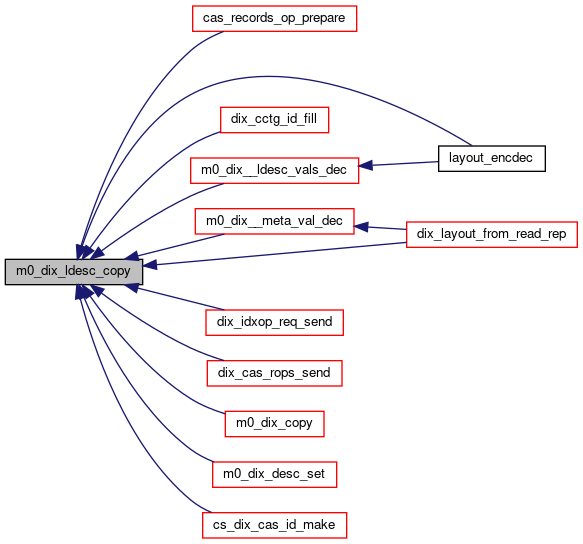 cas_records_op_prepare
dix_cctg_id_fill
layout_encdec
m0_dix__ldesc_vals_dec
m0_dix__meta_val_dec
dix_layout_from_read_rep
m0_dix_ldesc_copy
dix_idxop_req_send
dix_cas_rops_send
m0_dix_copy
m0_dix_desc_set
cs_dix_cas_id_make